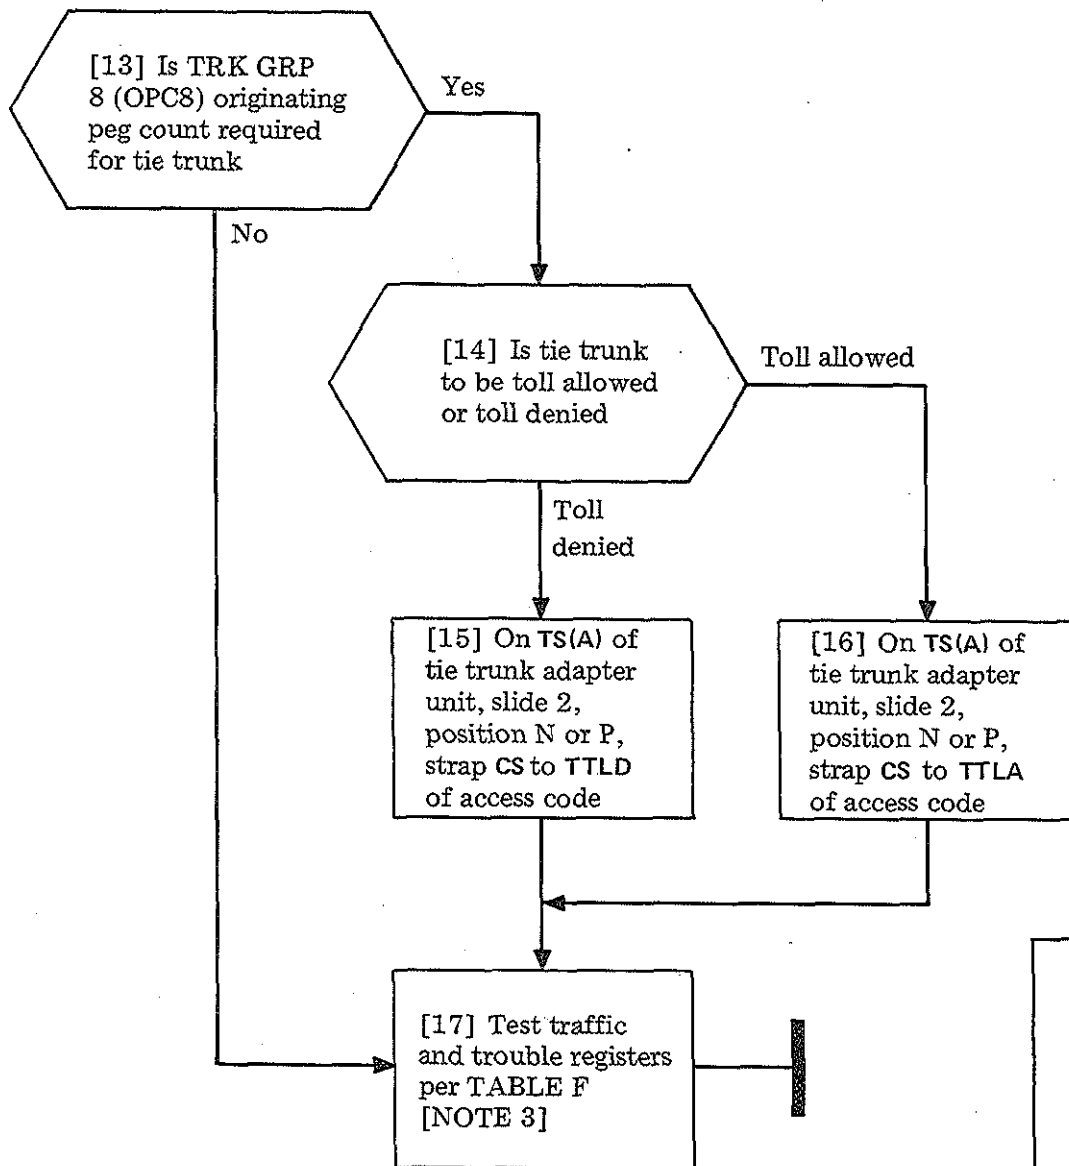 [13] Is TRK GRP
8 (OPC8) originating
peg count required
for tie trunk
Yes
No
[14] Is tie trunk
to be toll allowed
or toll denied
Toll allowed
Toll
denied
[15] On TS(A) of
tie trunk adapter
unit, slide 2,
position N or P,
strap CS to TTLD
of access code
[16] On TS(A) of
tie trunk adapter
unit, slide 2,
position N or P,
strap CS to TTLA
of access code
[17] Test traffic
and trouble registers
per TABLE F
[NOTE 3]